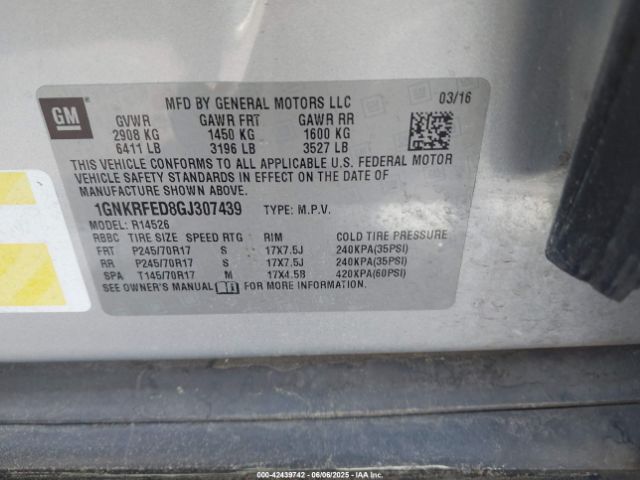 GM
MFD BY GENERAL MOTORS LLC 03/16
GVWR GAWR FRT GAWR RR
2908 KG 1450 KG 1600 KG
6411 LB 3196 LB 3527 LB
THIS VEHICLE CONFORMS TO ALL APPLICABLE U.S. FEDERAL MOTOR
VEHICLE SAFETY STANDARDS IN EFFECT ON THE DATE OF
MANUFACTURE SHOWN ABOVE.
1GNKRFED8GJ307439 TYPE: M.P.V.
MODEL: R14526
RBBC TIRE SIZE SPEED RTG RIM COLD TIRE PRESSURE
FRT P245/70R17 S 17X7.5J 240KPA(35PSI)
RR P245/70R17 S 17X7.5J 240KPA(35PSI)
SPA T145/70R17 M 17X4.5B 420KPA(60PSI)
SEE OWNER'S MANUAL FOR MORE INFORMATION.
00-42439742 - 06/06/2025 - IAAI.COM